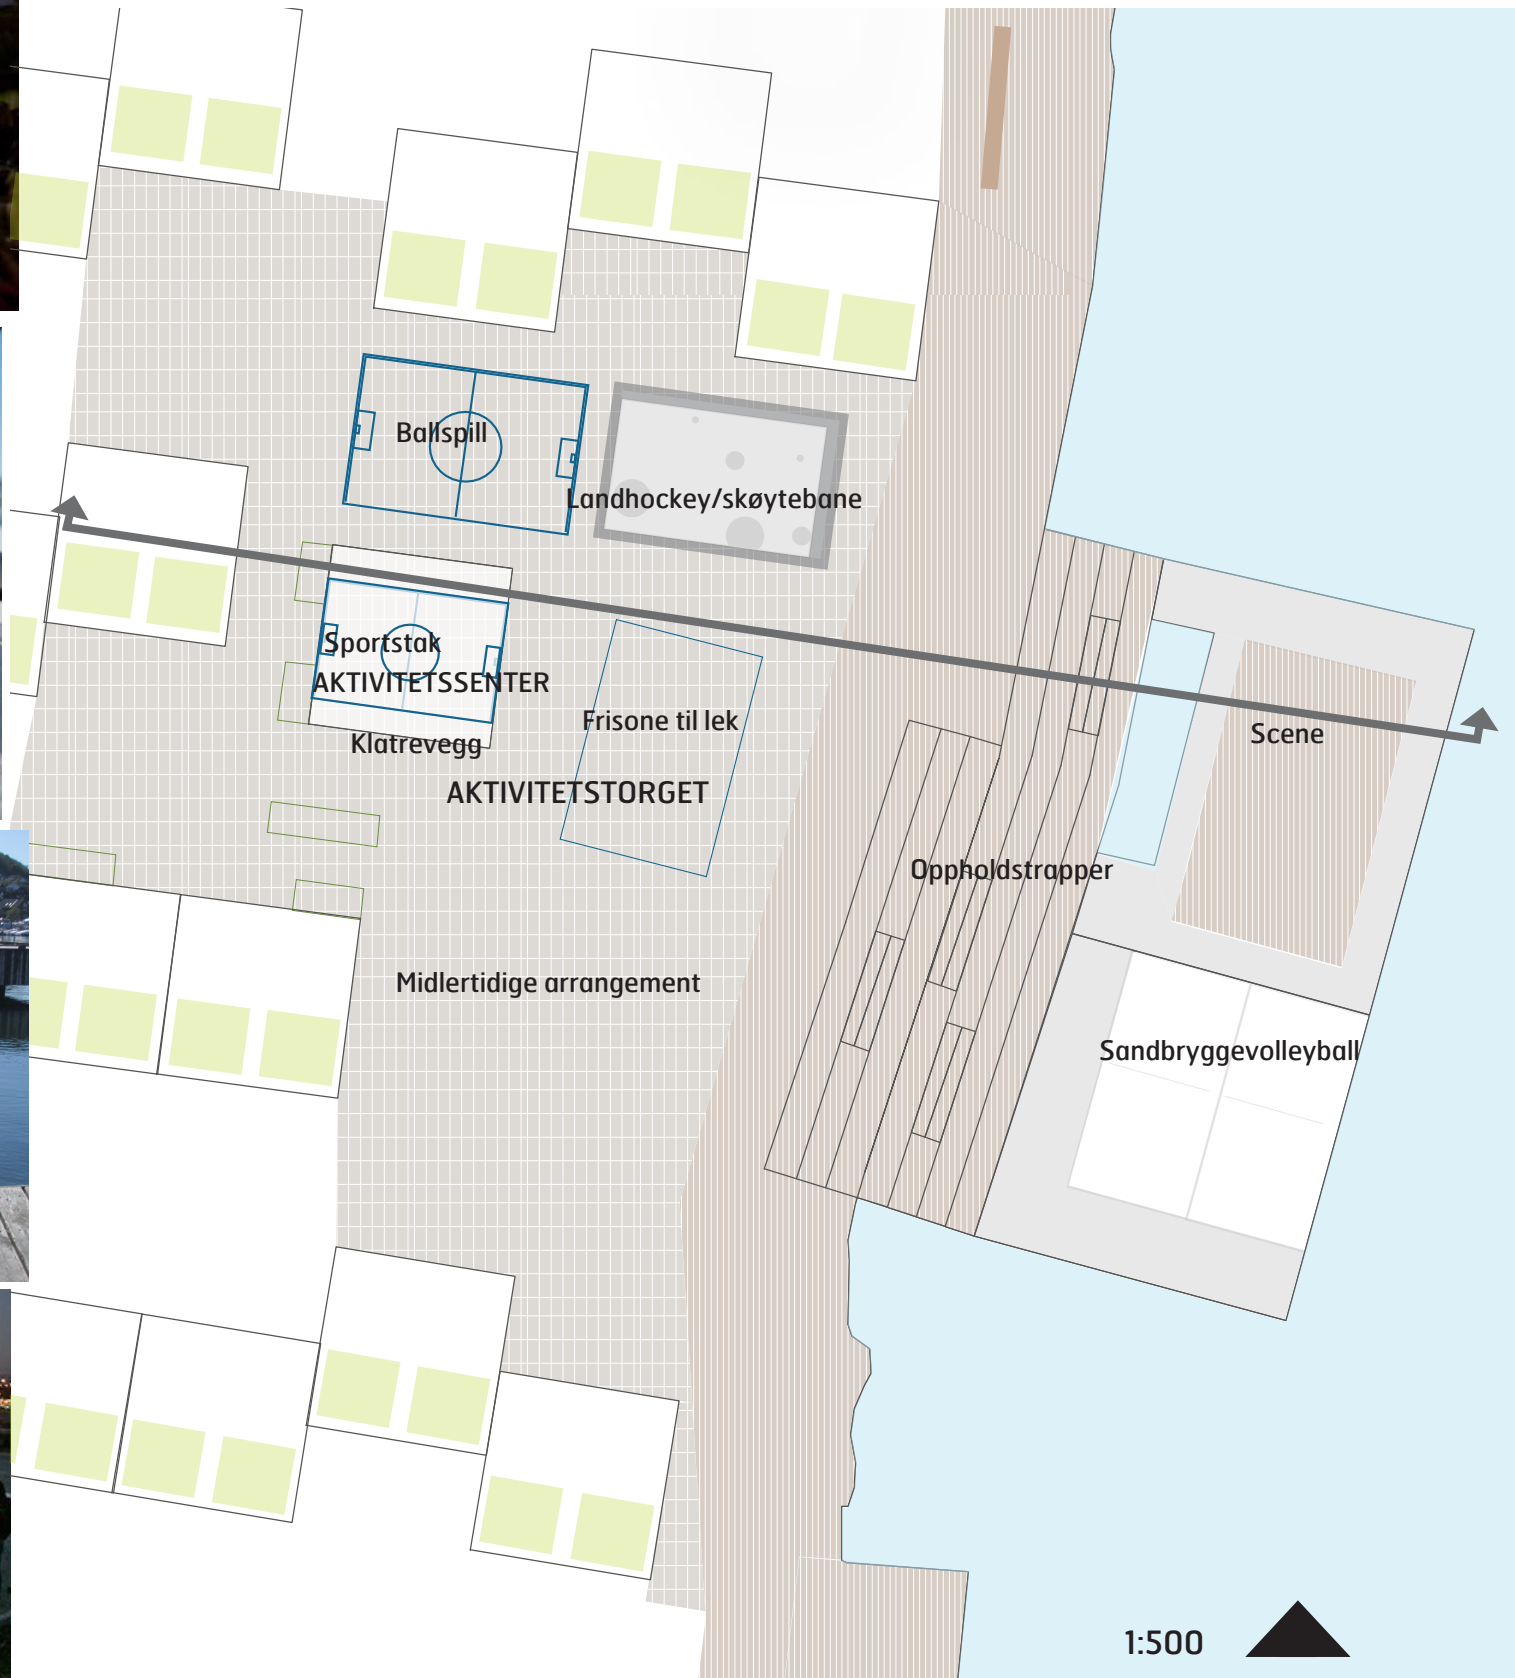 Ballspill
Landhockey/skøytebane
Sportstak
AKTIVITETSSENTER
Frisone til lek
Scene
Klatrevegg
AKTIVITETSTORGET
Oppholdstrapper
Midlertidige arrangement
Sandbryggevolleyball
1:500